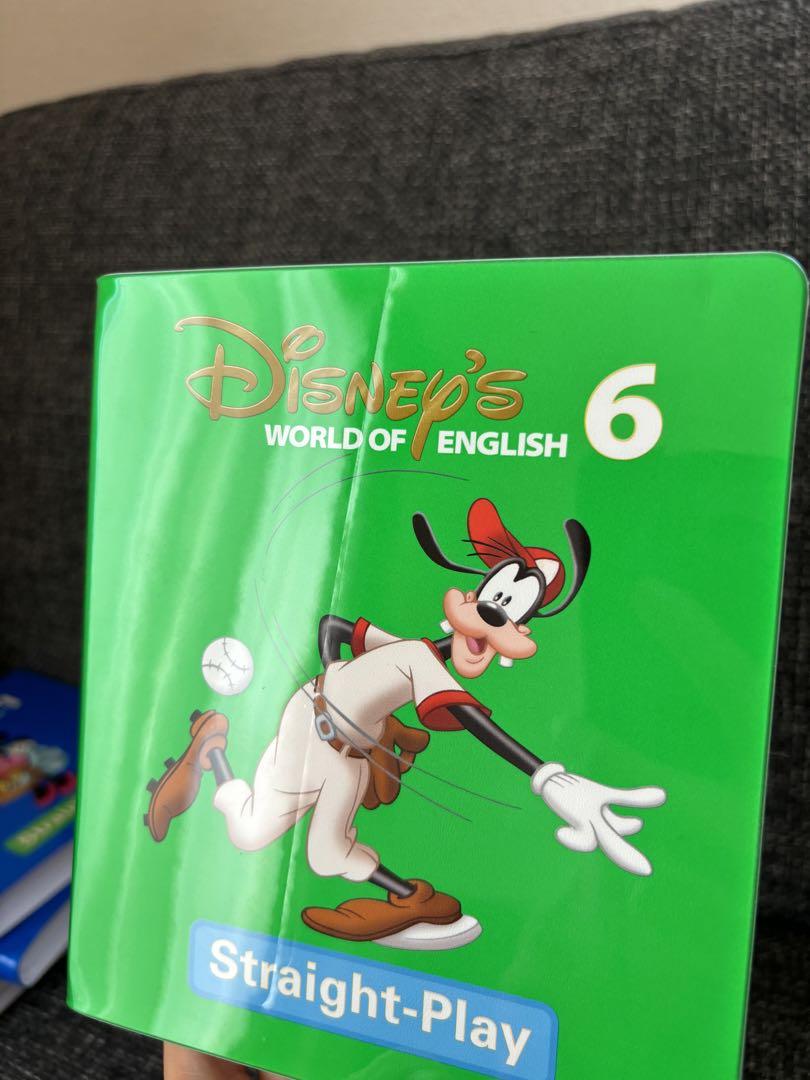 DISNEY'S
WORLD OF ENGLISH
6
Straight-Play